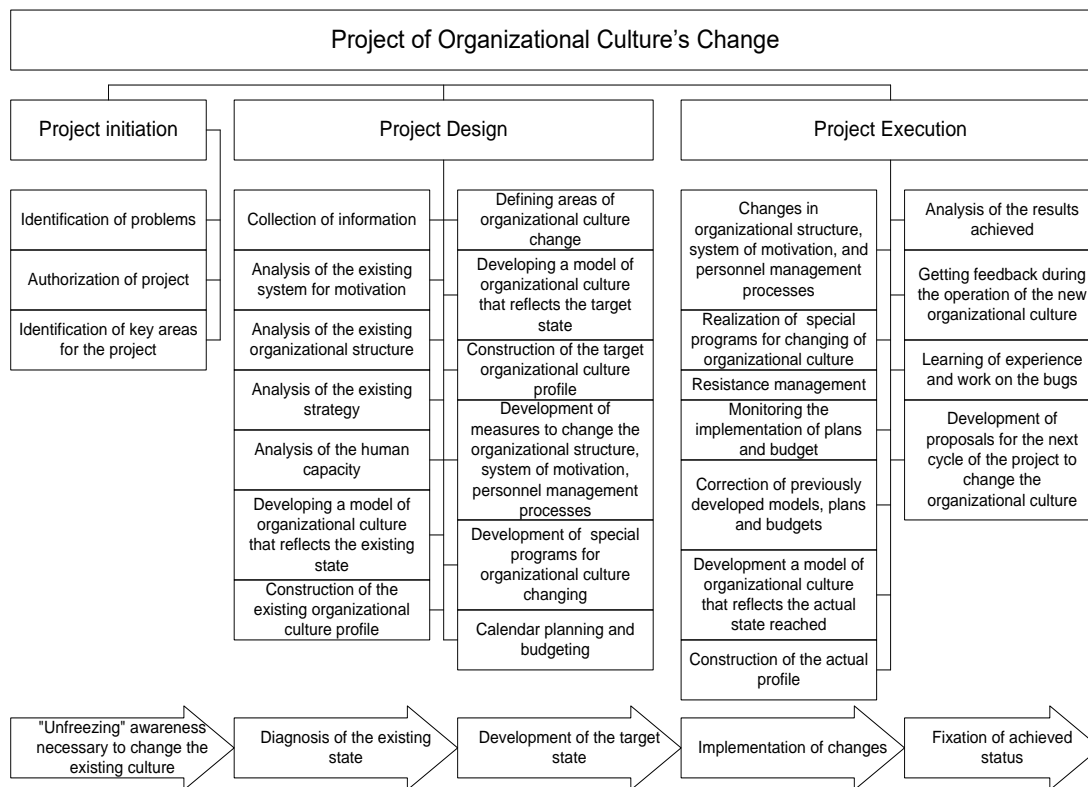 Project of Organizational Culture's Change
Project initiation
Project Design
Project Execution
Identification of problems
Authorization of project
Identification of key areas
for the project
Collection of information
Analysis of the existing
system for motivation
Analysis of the existing
organizational structure
Analysis of the existing
strategy
Analysis of the human
capacity
Developing a model of
organizational culture
that reflects the existing
state
Construction of the
existing organizational
culture profile
Defining areas of
organizational culture
change
Developing a model of
organizational culture
that reflects the target
state
Construction of the target
organizational culture
profile
Development of
measures to change the
organizational structure,
system of motivation,
personnel management
processes
Development of special
programs for
organizational culture
changing
Calendar planning and
budgeting
Changes in
organizational structure,
system of motivation, and
personnel management
processes
Realization of special
programs for changing of
organizational culture
Resistance management
Monitoring the
implementation of plans
and budget
Correction of previously
developed models, plans
and budgets
Development a model of
organizational culture
that reflects the actual
state reached
Construction of the actual
profile
Analysis of the results
achieved
Getting feedback during
the operation of the new
organizational culture
Learning of experience
and work on the bugs
Development of
proposals for the next
cycle of the project to
change the
organizational culture
"Unfreezing" awareness
necessary to change the
existing culture
Diagnosis of the existing
state
Development of the target
state
Implementation of changes
Fixation of achieved
status